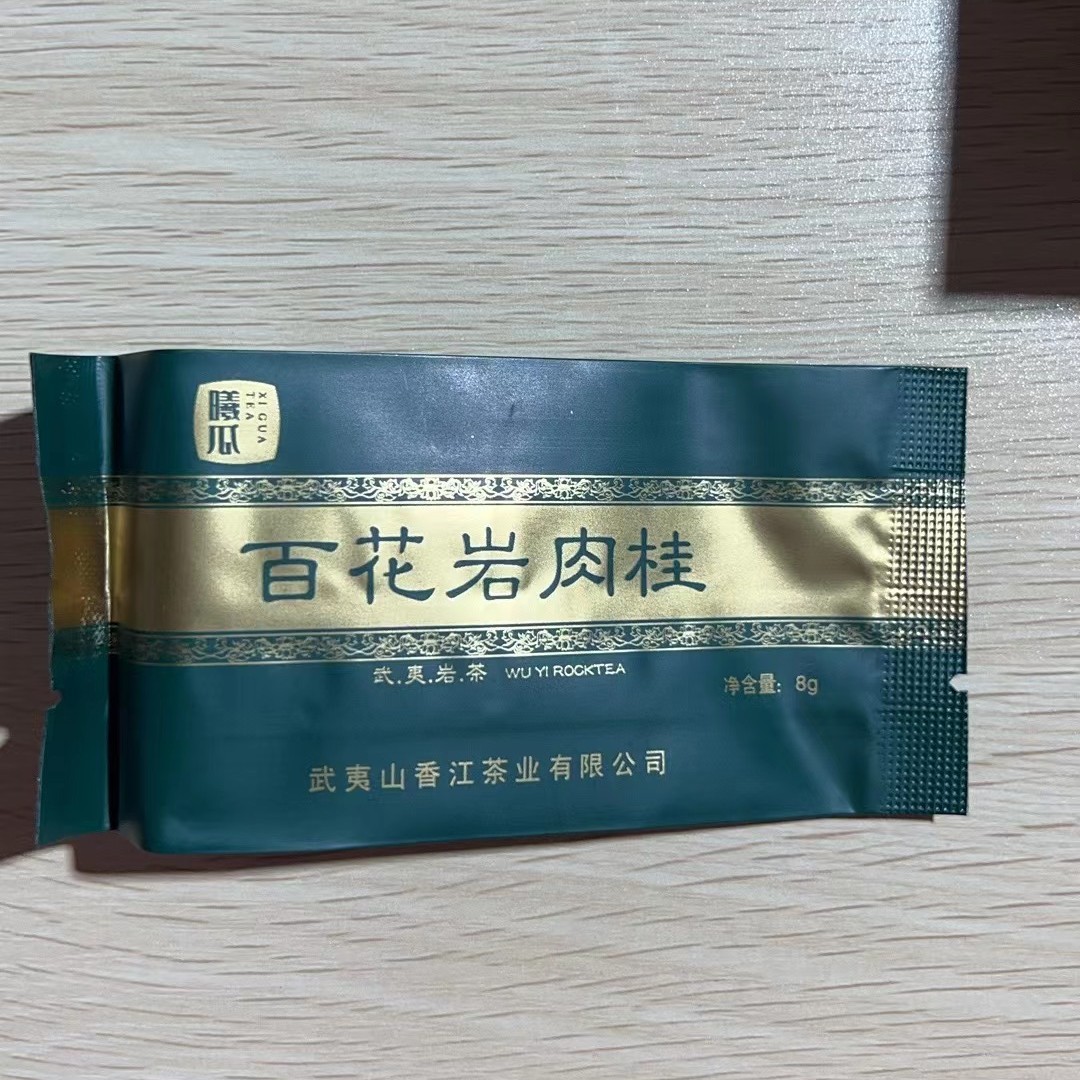 曦瓜
XI GUA
TEA
百花岩肉桂
武.夷.岩.茶 WU YI ROCKTEA
净含量: 8g
武夷山香江茶业有限公司